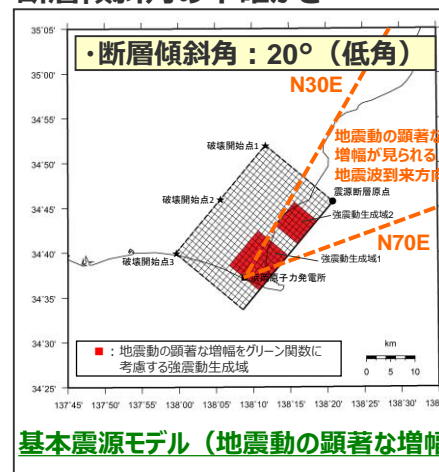 ・断層傾斜角：20°（低角）
35°05'
35°00'
34°55'
34°50'
34°45'
34°40'
34°35'
34°30'
34°25'
N30E
地震動の顕著な
増幅が見られる
地震波到来方向
破壊開始点1
震源断層原点
破壊開始点2
強震動生成域2
N70E
破壊開始点3
強震動生成域1
浜岡原子力発電所
■：地震動の顕著な増幅をグリーン関数に
考慮する強震動生成域
km
0 5 10
137°45' 137°50' 137°55' 138°00' 138°05' 138°10' 138°15' 138°20' 138°25' 138°30'
基本震源モデル（地震動の顕著な増幅